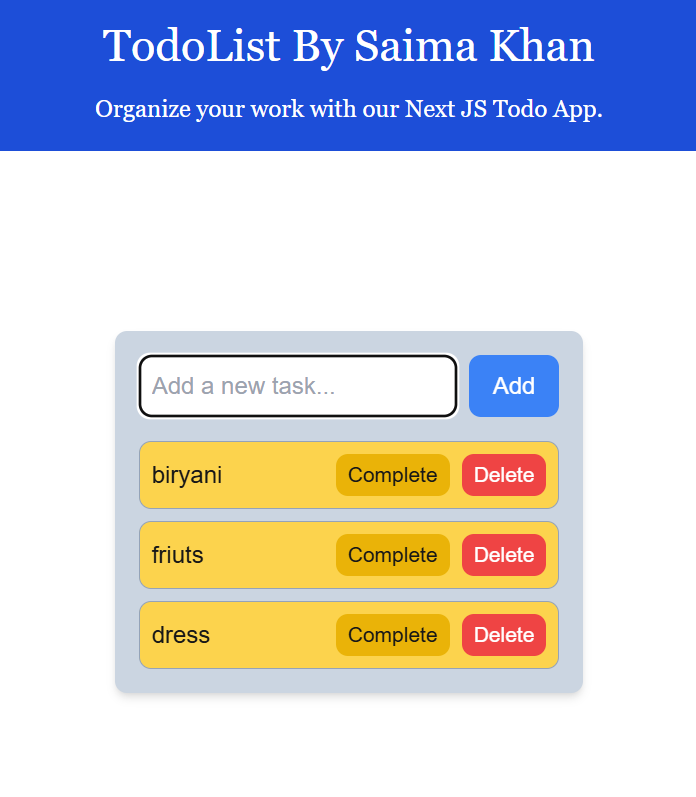 TodoList By Saima Khan
Organize your work with our Next JS Todo App.
Add a new task... Add
biryani Complete Delete
friuts Complete Delete
dress Complete Delete